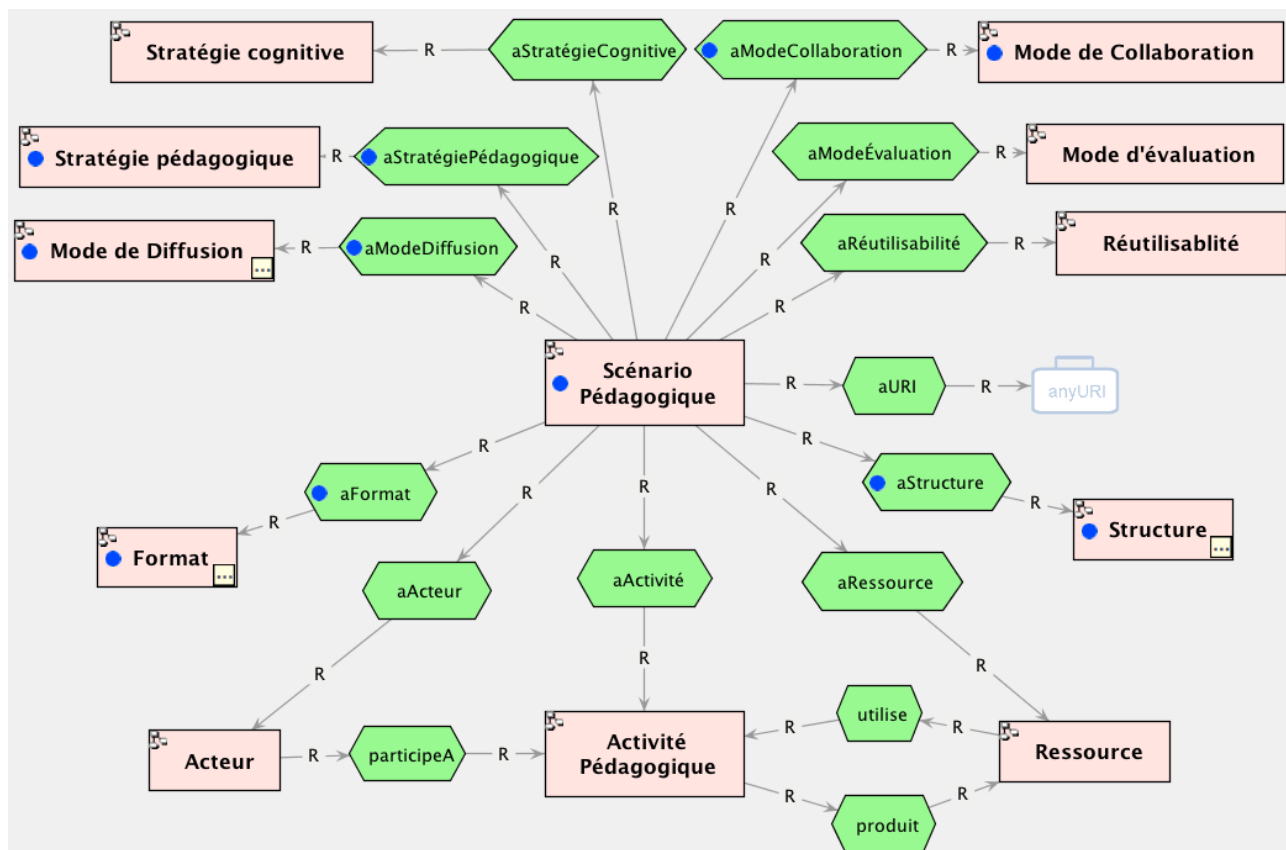 Stratégie cognitive
R
aStratégieCognitive
aModeCollaboration
R
Mode de Collaboration
Stratégie pédagogique
R
aStratégiePédagogique
aModeÉvaluation
R
Mode d'évaluation
R
R
R
R
Mode de Diffusion
R
aModeDiffusion
aRéutilisabilité
R
Réutilisablité
R
R
Scénario
Pédagogique
R
aURI
R
anyURI
R
R
aFormat
R
R
R
R
aStructure
R
Structure
Format
aActeur
aActivité
aRessource
R
R
R
Acteur
R
participeA
R
Activité
Pédagogique
R
utilise
R
Ressource
R
produit
R